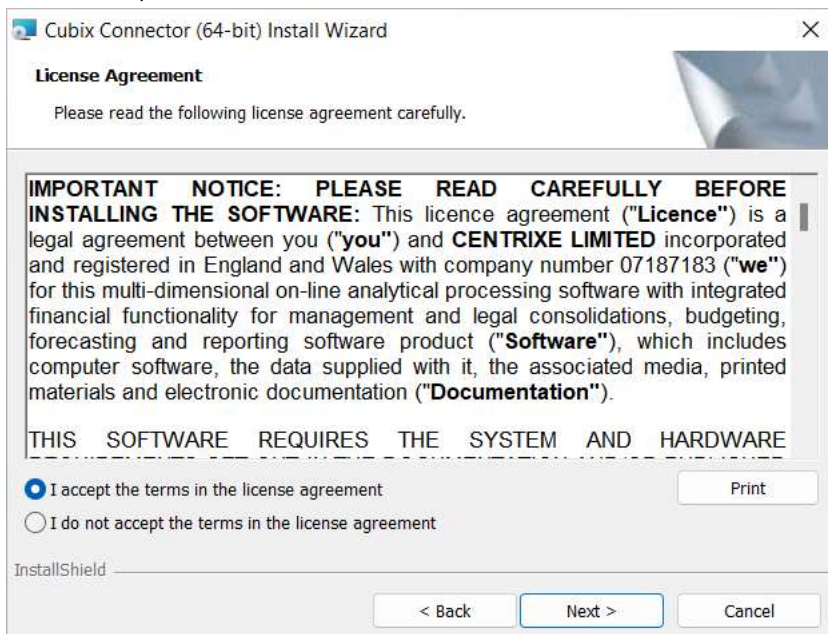 Cubix Connector (64-bit) Install Wizard
License Agreement
Please read the following license agreement carefully.
IMPORTANT NOTICE: PLEASE READ CAREFULLY BEFORE
INSTALLING THE SOFTWARE: This licence agreement ("Licence") is a
legal agreement between you ("you") and CENTRIXE LIMITED incorporated
and registered in England and Wales with company number 07187183 ("we")
for this multi-dimensional on-line analytical processing software with integrated
financial functionality for management and legal consolidations, budgeting,
forecasting and reporting software product ("Software"), which includes
computer software, the data supplied with it, the associated media, printed
materials and electronic documentation ("Documentation").
THIS SOFTWARE REQUIRES THE SYSTEM AND HARDWARE
I accept the terms in the license agreement
Print
I do not accept the terms in the license agreement
InstallShield
< Back
Next >
Cancel